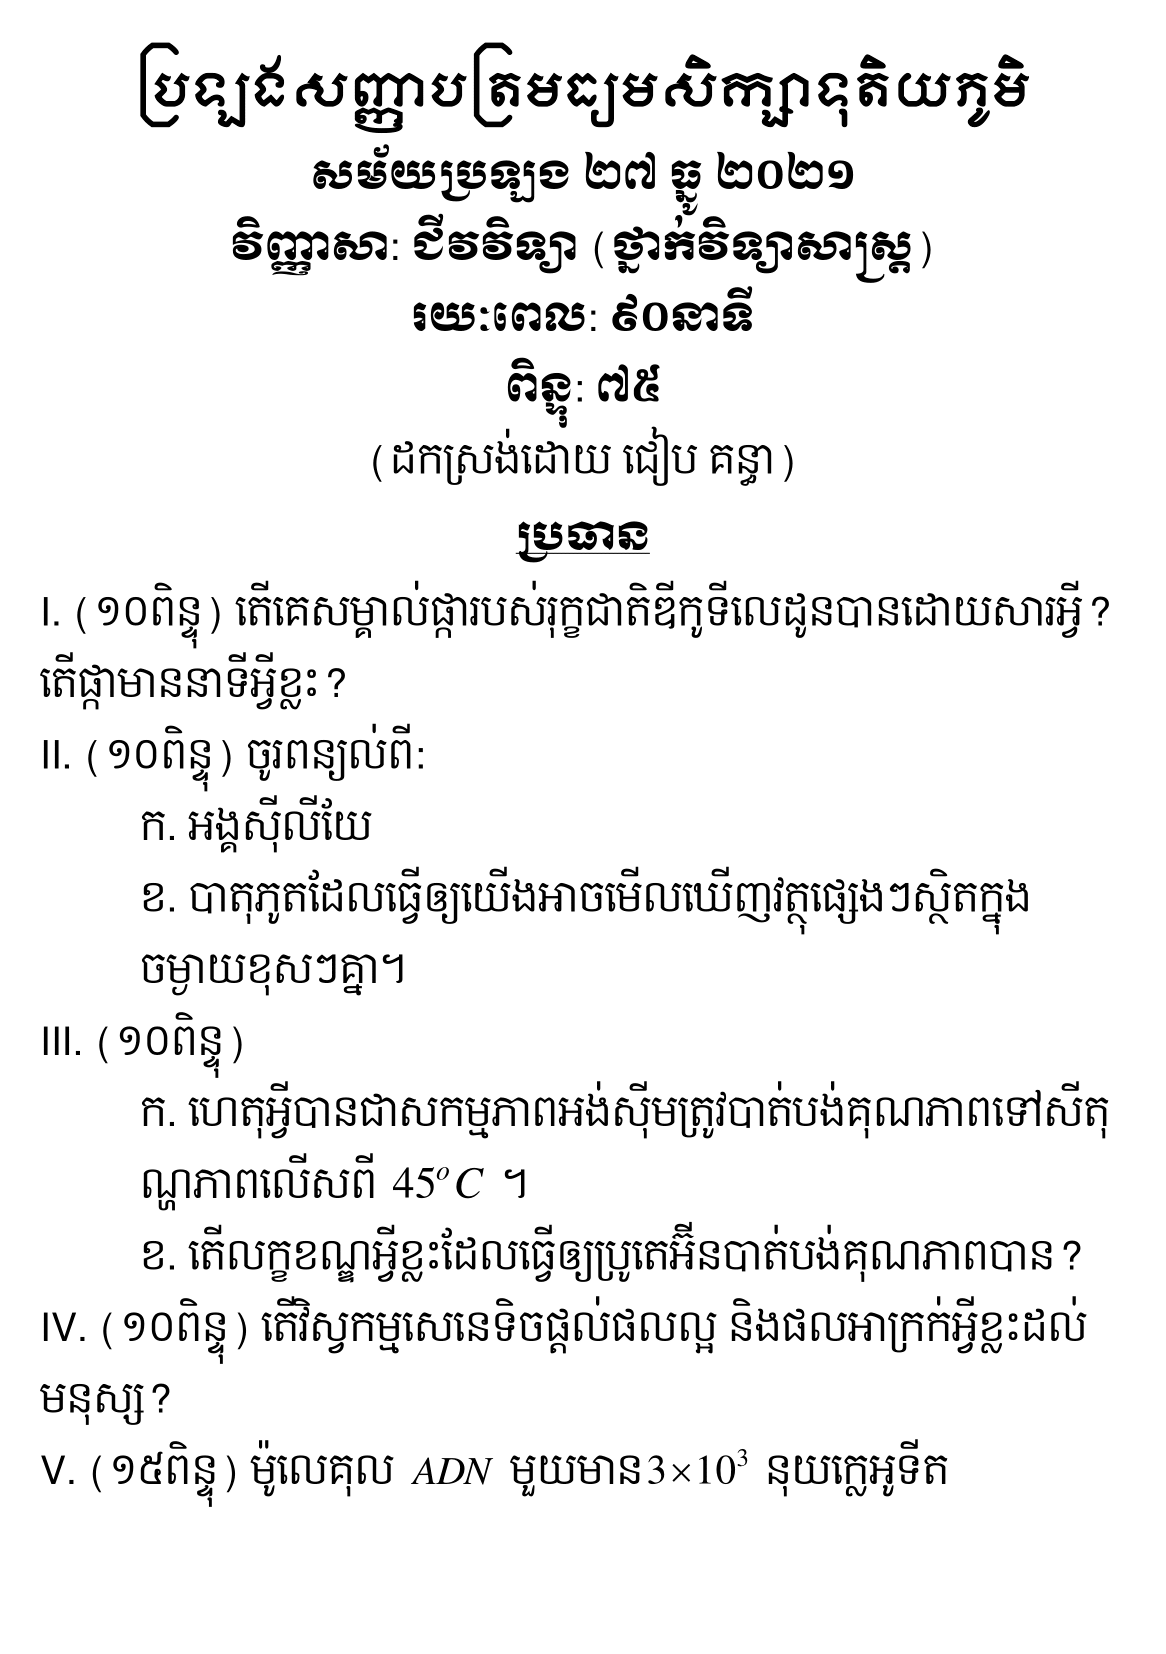 ប្រឡងសញ្ញាបត្រមធ្យមសិក្សាទុតិយភូមិ
សម័យប្រឡង ២៧ ធ្នូ ២០២១
វិញ្ញាសា: ជីវវិទ្យា (ថ្នាក់វិទ្យាសាស្ត្រ)
រយៈពេល: ៩០នាទី
ពិន្ទុ: ៧៥
(ដកស្រង់ដោយ ជៀប គន្ធា)
ប្រធាន
I. (១០ពិន្ទុ) តើគេសម្គាល់ផ្ការបស់រុក្ខជាតិឌីកូទីលេដូនបានដោយសារអ្វី?
តើផ្កាមាននាទីអ្វីខ្លះ?
II. (១០ពិន្ទុ) ចូរពន្យល់ពី:
ក. អង្គស៊ីលីយែ
ខ. បាតុភូតដែលធ្វើឲ្យយើងអាចមើលឃើញវត្ថុផ្សេងៗស្ថិតក្នុង
ចម្ងាយខុសៗគ្នា។
III. (១០ពិន្ទុ)
ក. ហេតុអ្វីបានជាសកម្មភាពអង់ស៊ីមត្រូវបាត់បង់គុណភាពទៅសីតុ
ណ្ហភាពលើសពី 45°C ។
ខ. តើលក្ខខណ្ឌអ្វីខ្លះដែលធ្វើឲ្យប្រូតេអ៊ីនបាត់បង់គុណភាពបាន?
IV. (១០ពិន្ទុ) តើវិស្វកម្មសេនេទិចផ្តល់ផលល្អ និងផលអាក្រក់អ្វីខ្លះដល់
មនុស្ស?
V. (១៥ពិន្ទុ) ម៉ូលេគុល ADN មួយមាន3×10³ នុយក្លេអូទីត